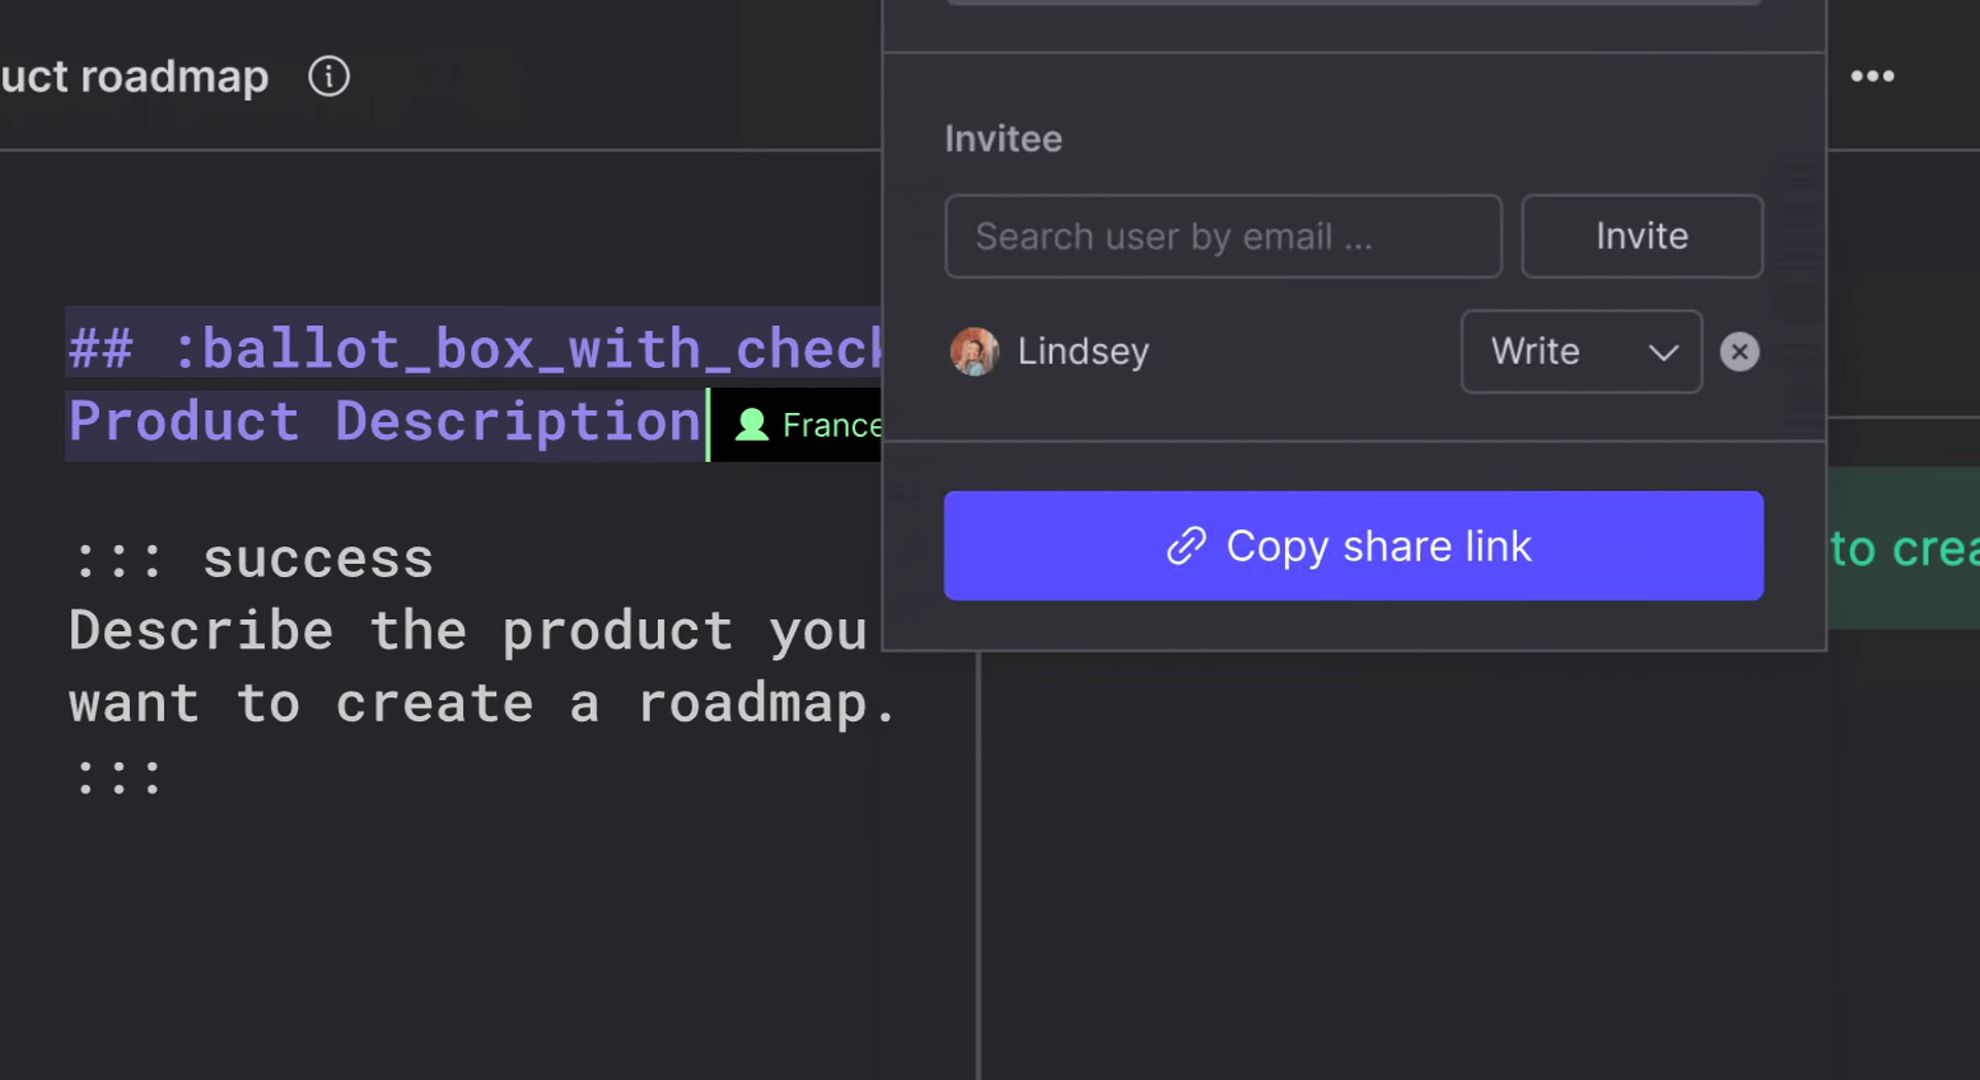 uct roadmap
Invitee
Search user by email ...
Invite
Lindsey
Write
Copy share link
## :ballot_box_with_check
Product Description
France
::: success
Describe the product you
want to create a roadmap.
:::
to crea